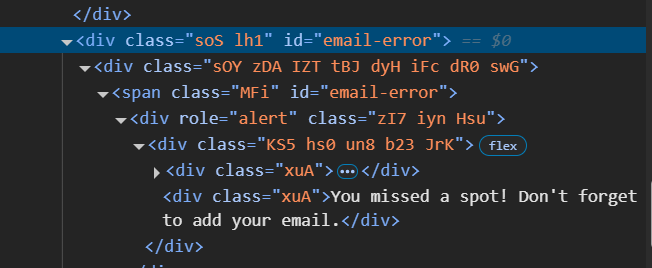 </div>
<div class="soS lh1" id="email-error"> == $0
<div class="sOY zDA IZT tBJ dyH iFc dR0 swG">
<span class="MFi" id="email-error">
<div role="alert" class="zI7 iyn Hsu">
<div class="KS5 hs0 un8 b23 JrK"> flex
<div class="xuA">…</div>
<div class="xuA">You missed a spot! Don't forget
to add your email.</div>
</div>